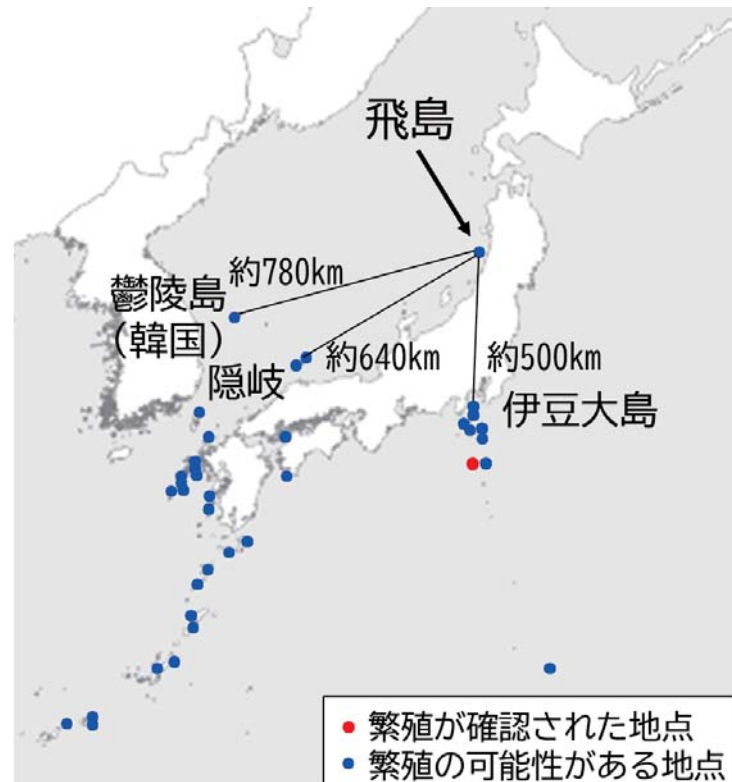 飛島
約780km
鬱陵島
(韓国)
隠岐
約640km
約500km
伊豆大島
繁殖が確認された地点
繁殖の可能性がある地点